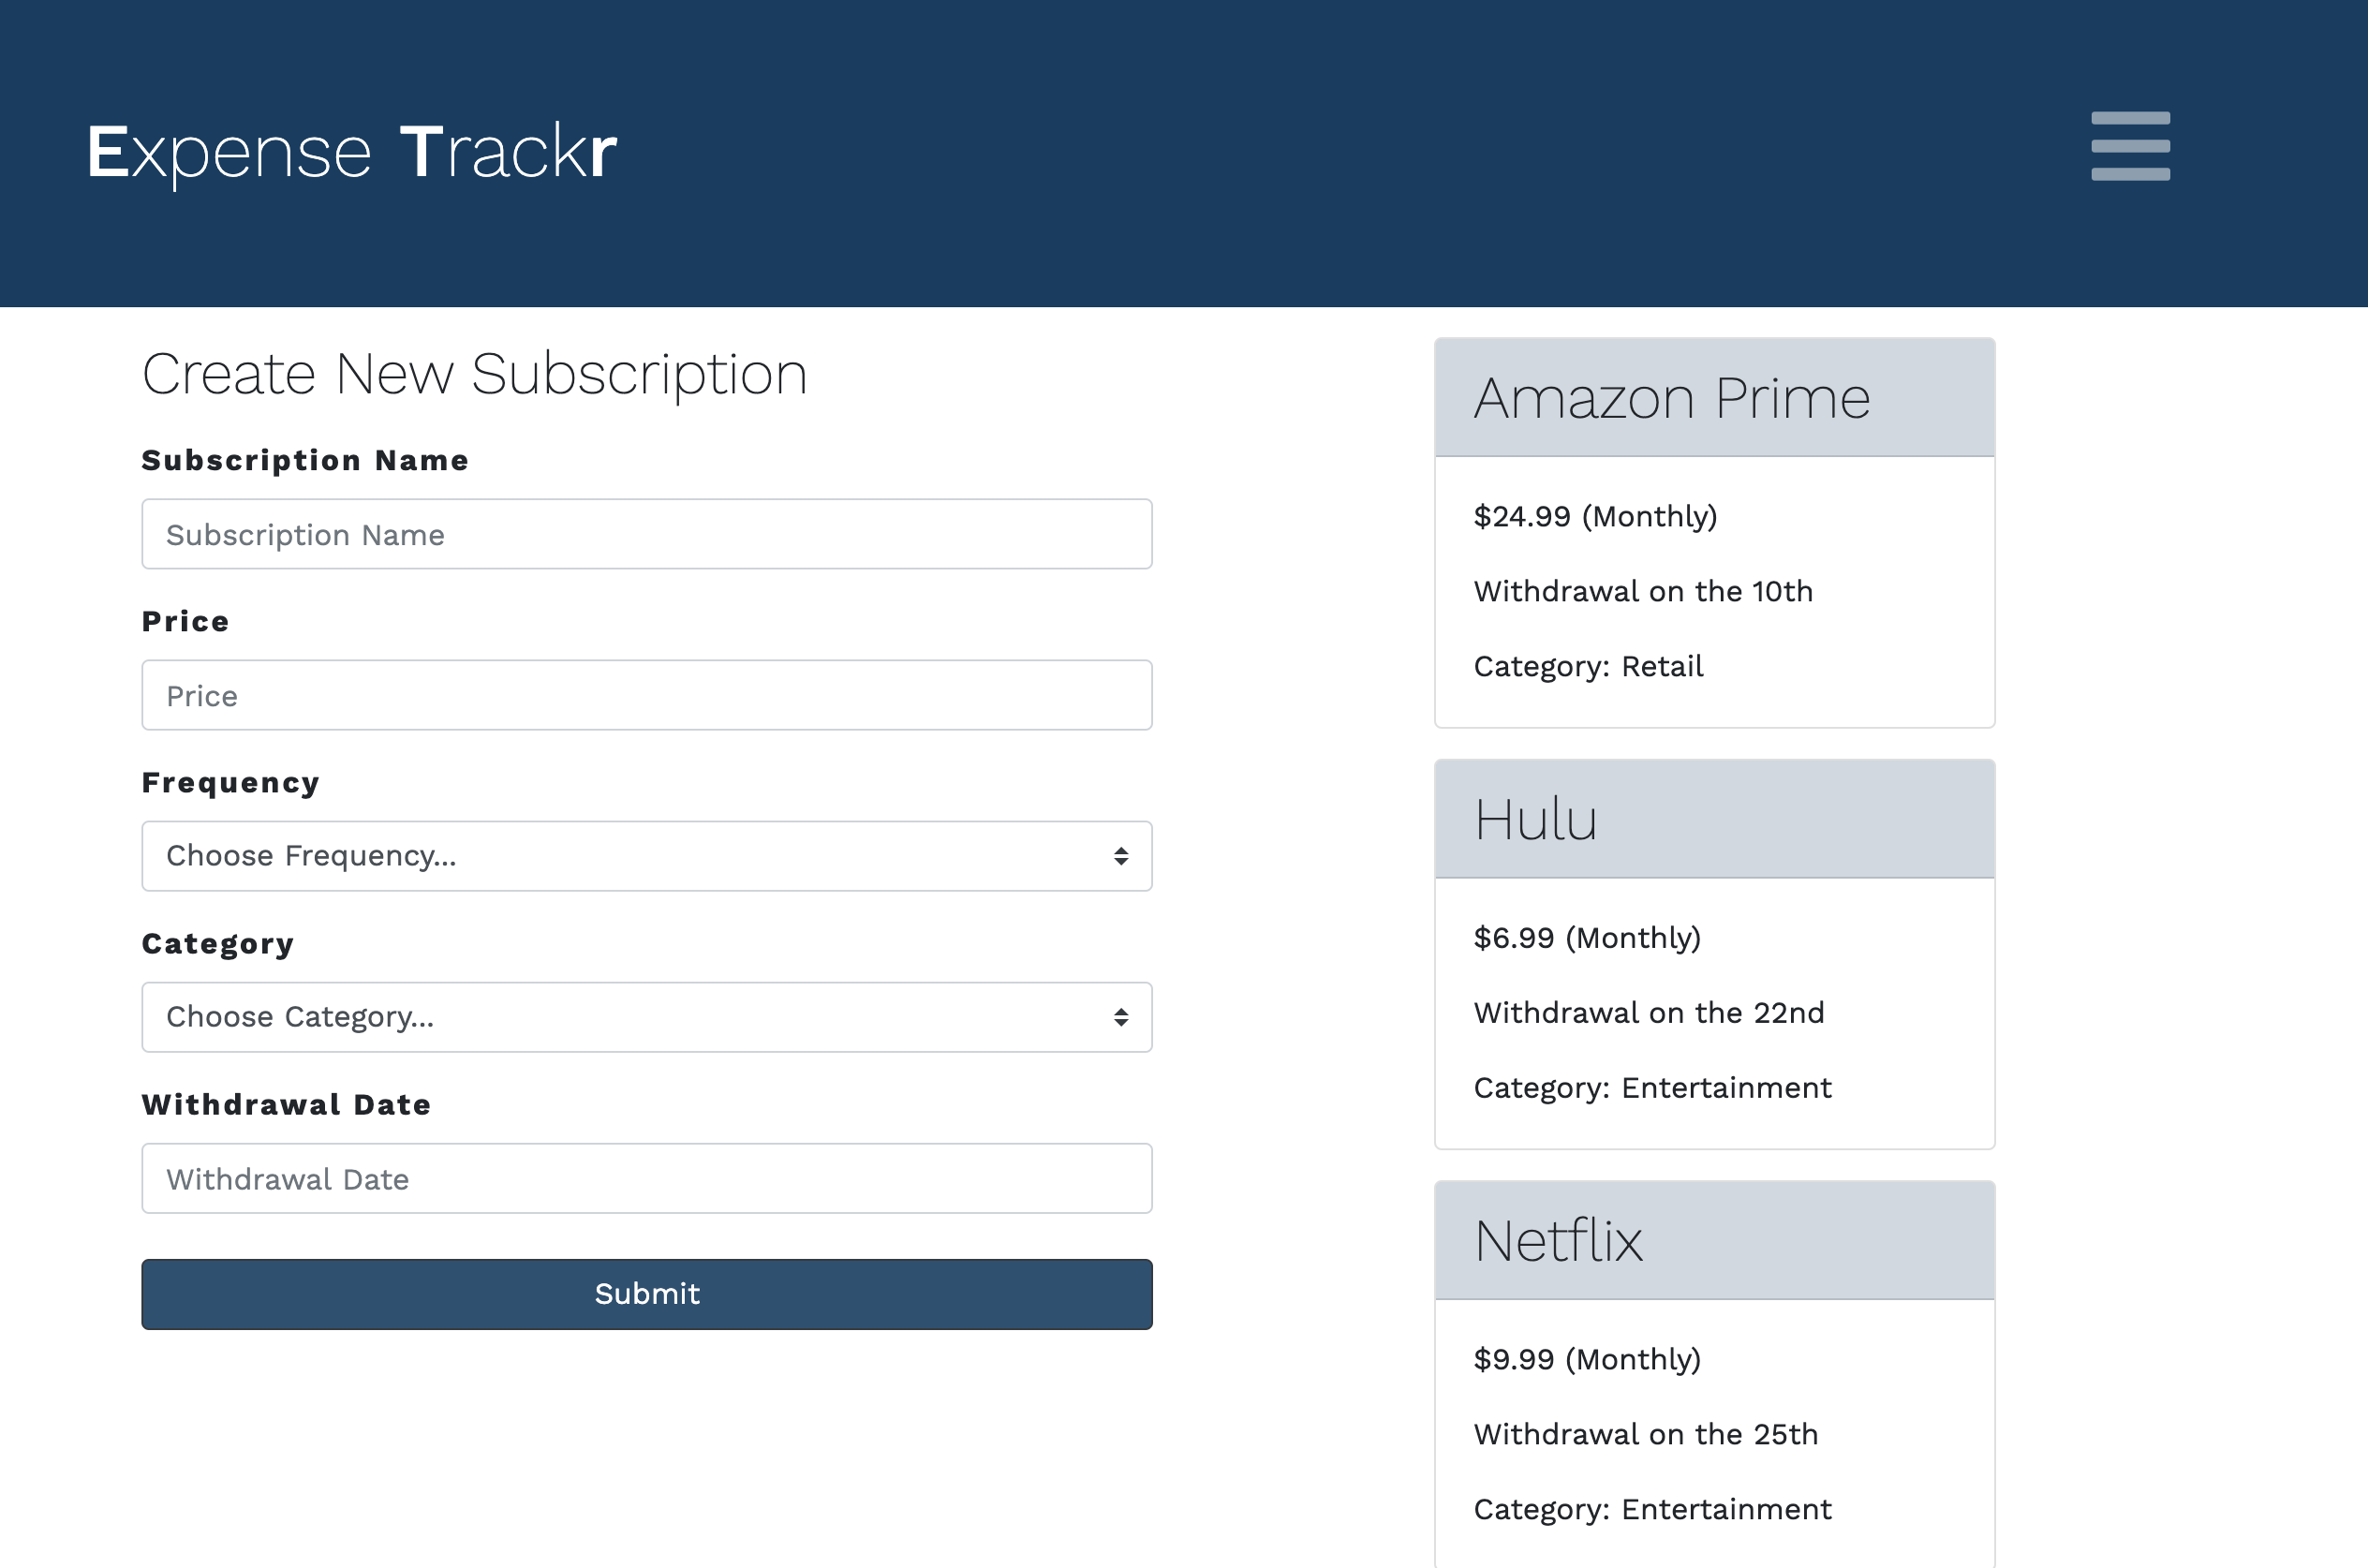 Expense Trackr
Create New Subscription
Subscription Name
Subscription Name
Price
Price
Frequency
Choose Frequency...
Category
Choose Category...
Withdrawal Date
Withdrawal Date
Submit
Amazon Prime
$24.99 (Monthly)
Withdrawal on the 10th
Category: Retail
Hulu
$6.99 (Monthly)
Withdrawal on the 22nd
Category: Entertainment
Netflix
$9.99 (Monthly)
Withdrawal on the 25th
Category: Entertainment